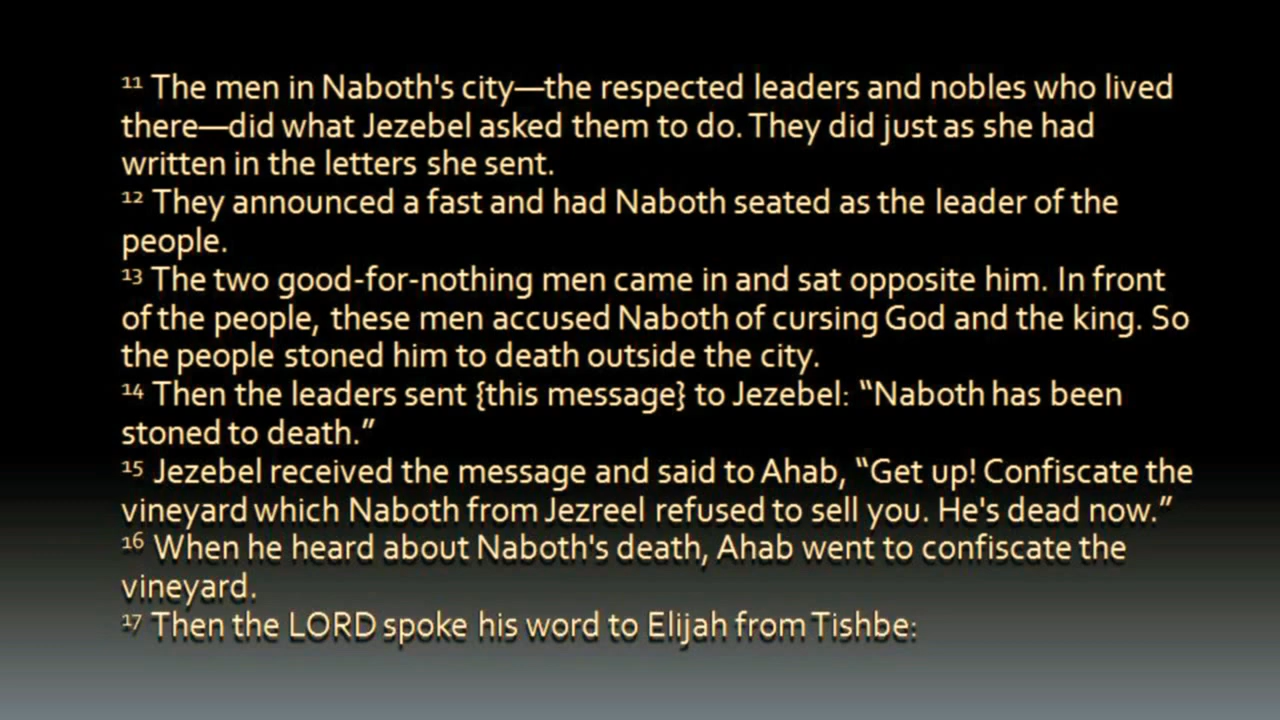 ¹¹ The men in Naboth's city—the respected leaders and nobles who lived
there—did what Jezebel asked them to do. They did just as she had
written in the letters she sent.
¹² They announced a fast and had Naboth seated as the leader of the
people.
¹³ The two good-for-nothing men came in and sat opposite him. In front
of the people, these men accused Naboth of cursing God and the king. So
the people stoned him to death outside the city.
¹⁴ Then the leaders sent {this message} to Jezebel: “Naboth has been
stoned to death.”
¹⁵ Jezebel received the message and said to Ahab, “Get up! Confiscate the
vineyard which Naboth from Jezreel refused to sell you. He's dead now.”
¹⁶ When he heard about Naboth's death, Ahab went to confiscate the
vineyard.
¹⁷ Then the LORD spoke his word to Elijah from Tishbe: